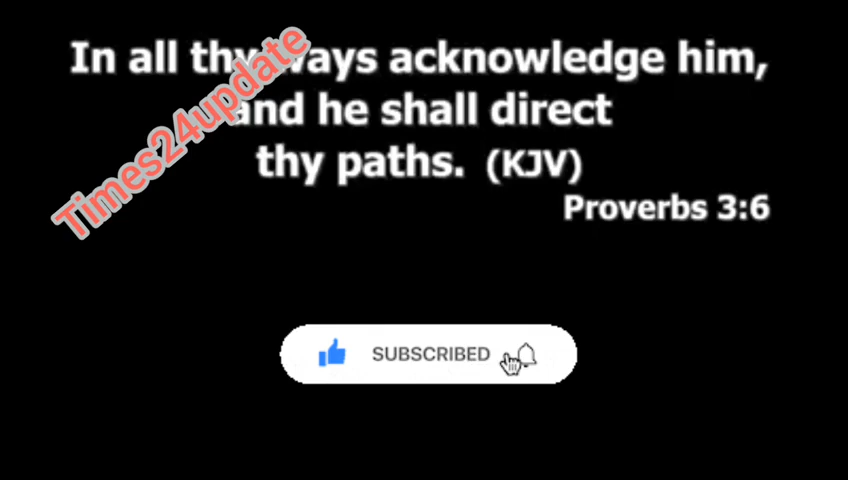 In all thy ways acknowledge him,
and he shall direct
thy paths. (KJV)
Proverbs 3:6
Times24update
SUBSCRIBED